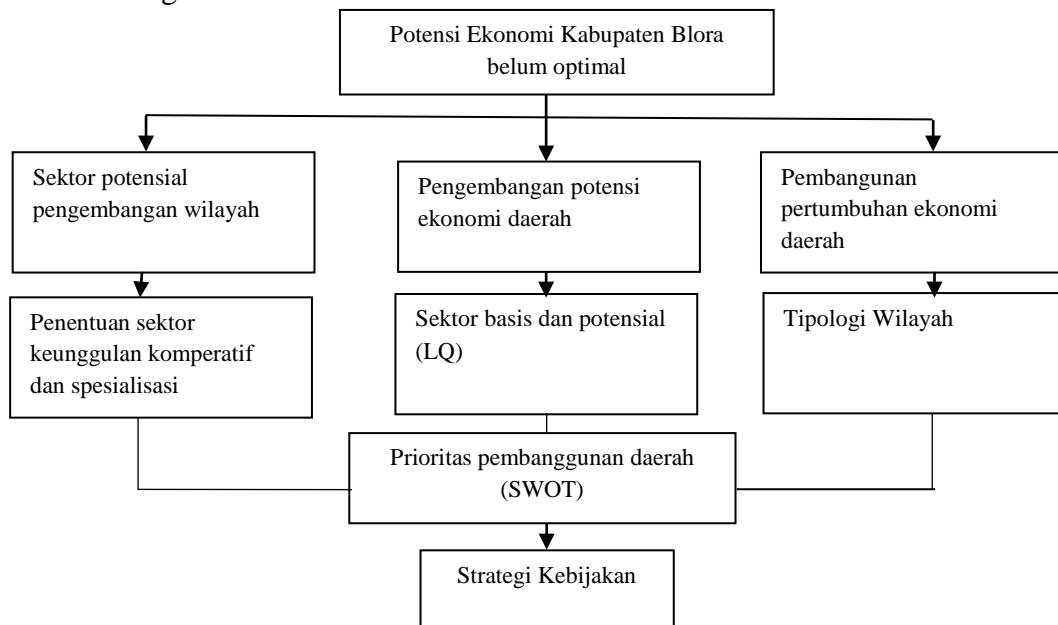 Potensi Ekonomi Kabupaten Blora
belum optimal
Sektor potensial
pengembangan wilayah
Pengembangan potensi
ekonomi daerah
Pembangunan
pertumbuhan ekonomi
daerah
Penentuan sektor
keunggulan komperatif
dan spesialisasi
Sektor basis dan potensial
(LQ)
Tipologi Wilayah
Prioritas pembanggunan daerah
(SWOT)
Strategi Kebijakan